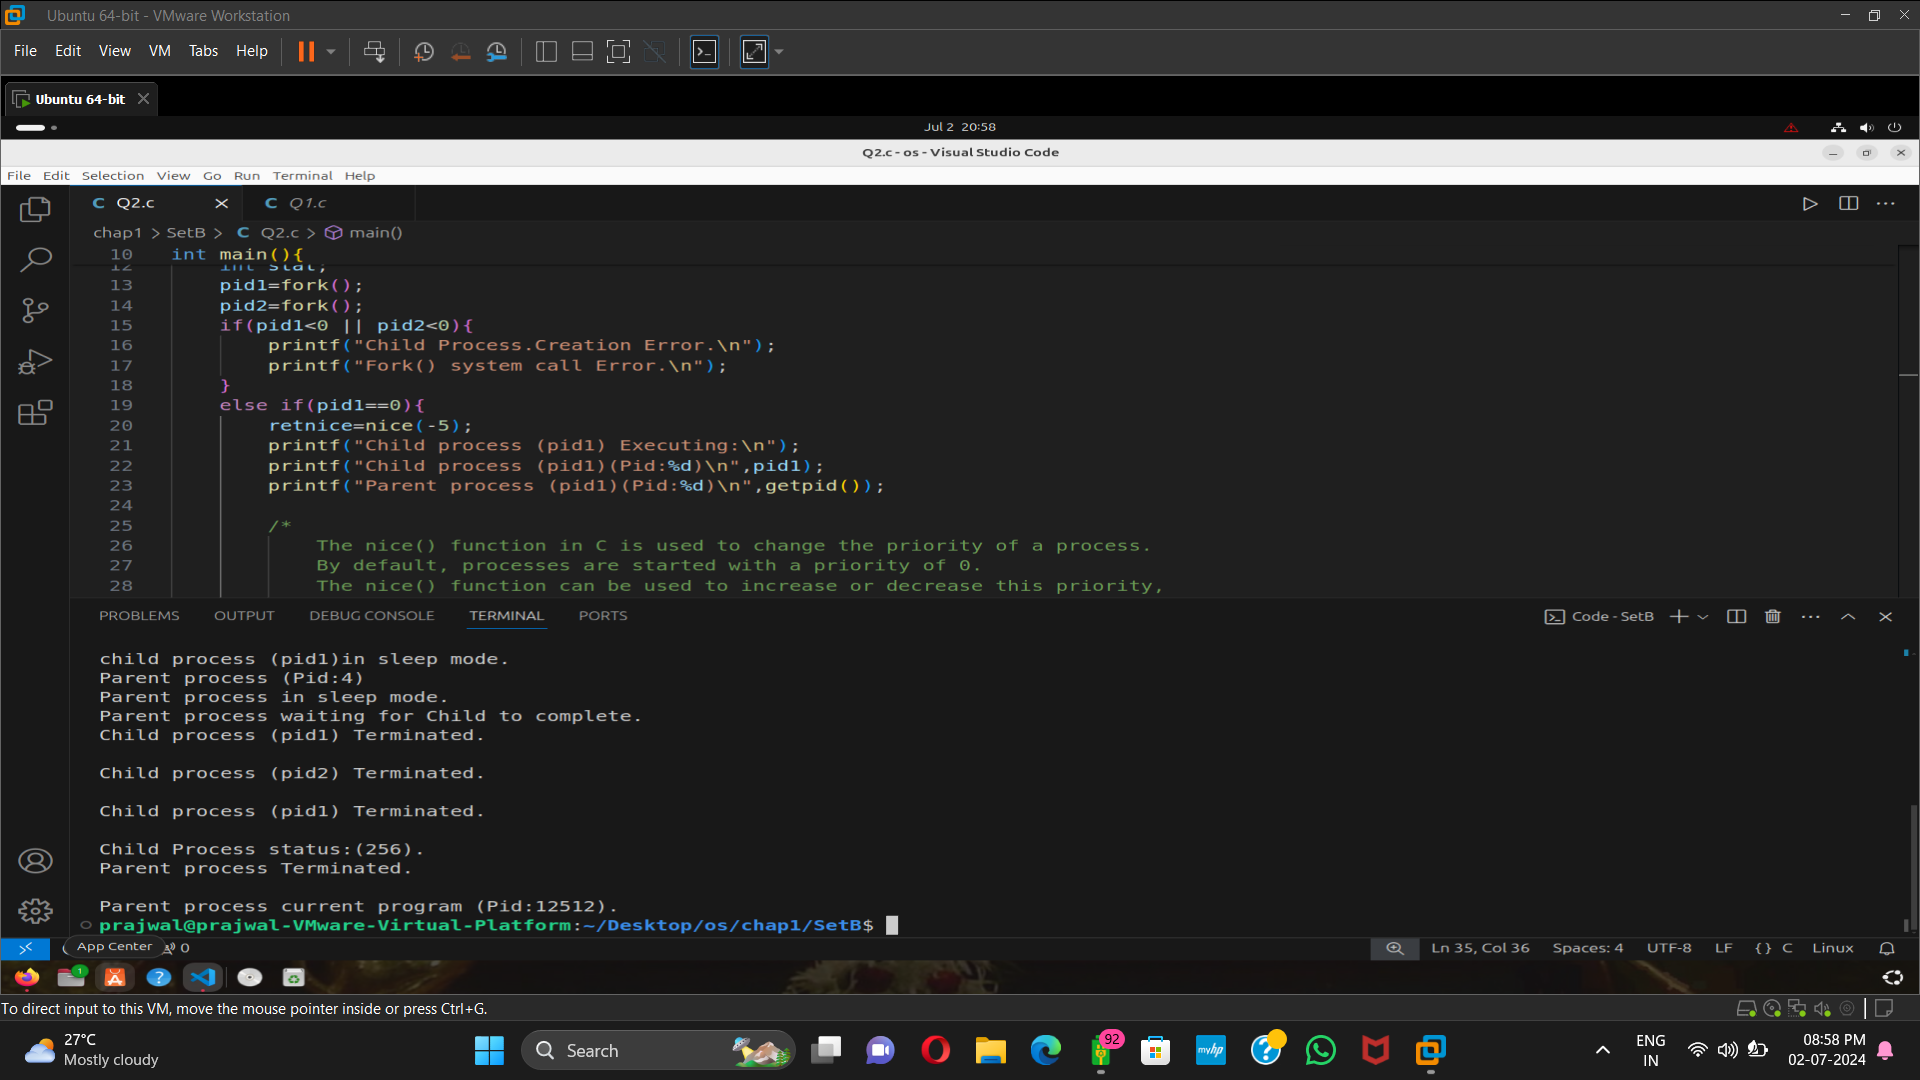 Ubuntu 64-bit - VMware Workstation
File Edit View VM Tabs Help
Ubuntu 64-bit
Jul 2 20:58
Q2.c - os - Visual Studio Code
File Edit Selection View Go Run Terminal Help
C Q2.c C Q1.c
chap1 > SetB > C Q2.c > main()
10 int main(){
12 int stat;
13 pid1=fork();
14 pid2=fork();
15 if(pid1<0 || pid2<0){
16 printf("Child Process.Creation Error.\n");
17 printf("Fork() system call Error.\n");
18 }
19 else if(pid1==0){
20 retnice=nice(-5);
21 printf("Child process (pid1) Executing:\n");
22 printf("Child process (pid1)(Pid:%d)\n",pid1);
23 printf("Parent process (pid1)(Pid:%d)\n",getpid());
24
25 /*
26 The nice() function in C is used to change the priority of a process.
27 By default, processes are started with a priority of 0.
28 The nice() function can be used to increase or decrease this priority,
PROBLEMS OUTPUT DEBUG CONSOLE TERMINAL PORTS Code - SetB
child process (pid1)in sleep mode.
Parent process (Pid:4)
Parent process in sleep mode.
Parent process waiting for Child to complete.
Child process (pid1) Terminated.
Child process (pid2) Terminated.
Child process (pid1) Terminated.
Child Process status:(256).
Parent process Terminated.
Parent process current program (Pid:12512).
prajwal@prajwal-VMware-Virtual-Platform:~/Desktop/os/chap1/SetB$
App Center 0 Ln 35, Col 36 Spaces: 4 UTF-8 LF {} C Linux
1
To direct input to this VM, move the mouse pointer inside or press Ctrl+G.
27°C
Mostly cloudy
Search
92
myhp
ENG
IN
08:58 PM
02-07-2024